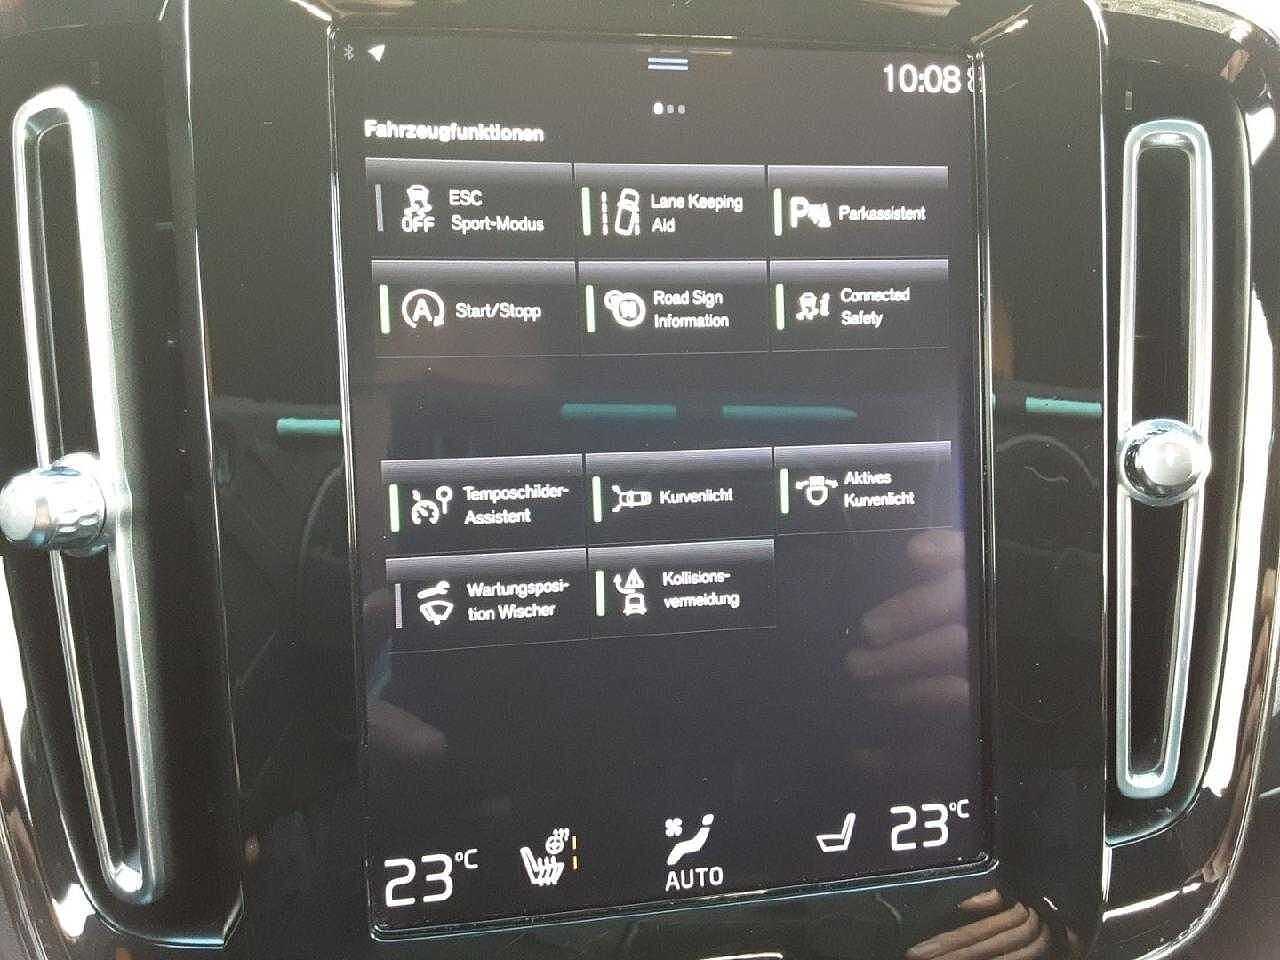 10:08
Fahrzeugfunktionen
ESC
Sport-Modus
OFF
Lane Keeping
Aid
P
Parkassistent
A
Start/Stopp
Road Sign
Information
Connected
Safety
Temposchilder-
Assistent
Kurvenlicht
Aktives
Kurvenlicht
Wartungsposi-
tion Wischer
Kollisions-
vermeidung
23°C
AUTO
23°C